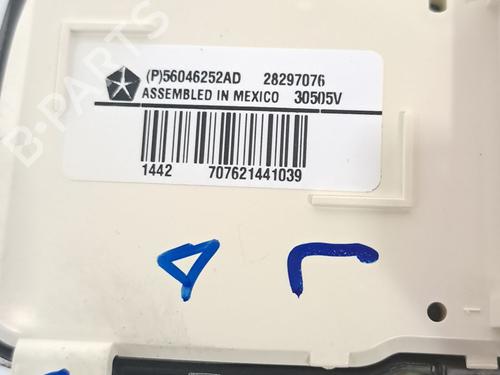 (P)56046252AD 28297076
ASSEMBLED IN MEXICO 30505V
1442 707621441039
B-PARTS